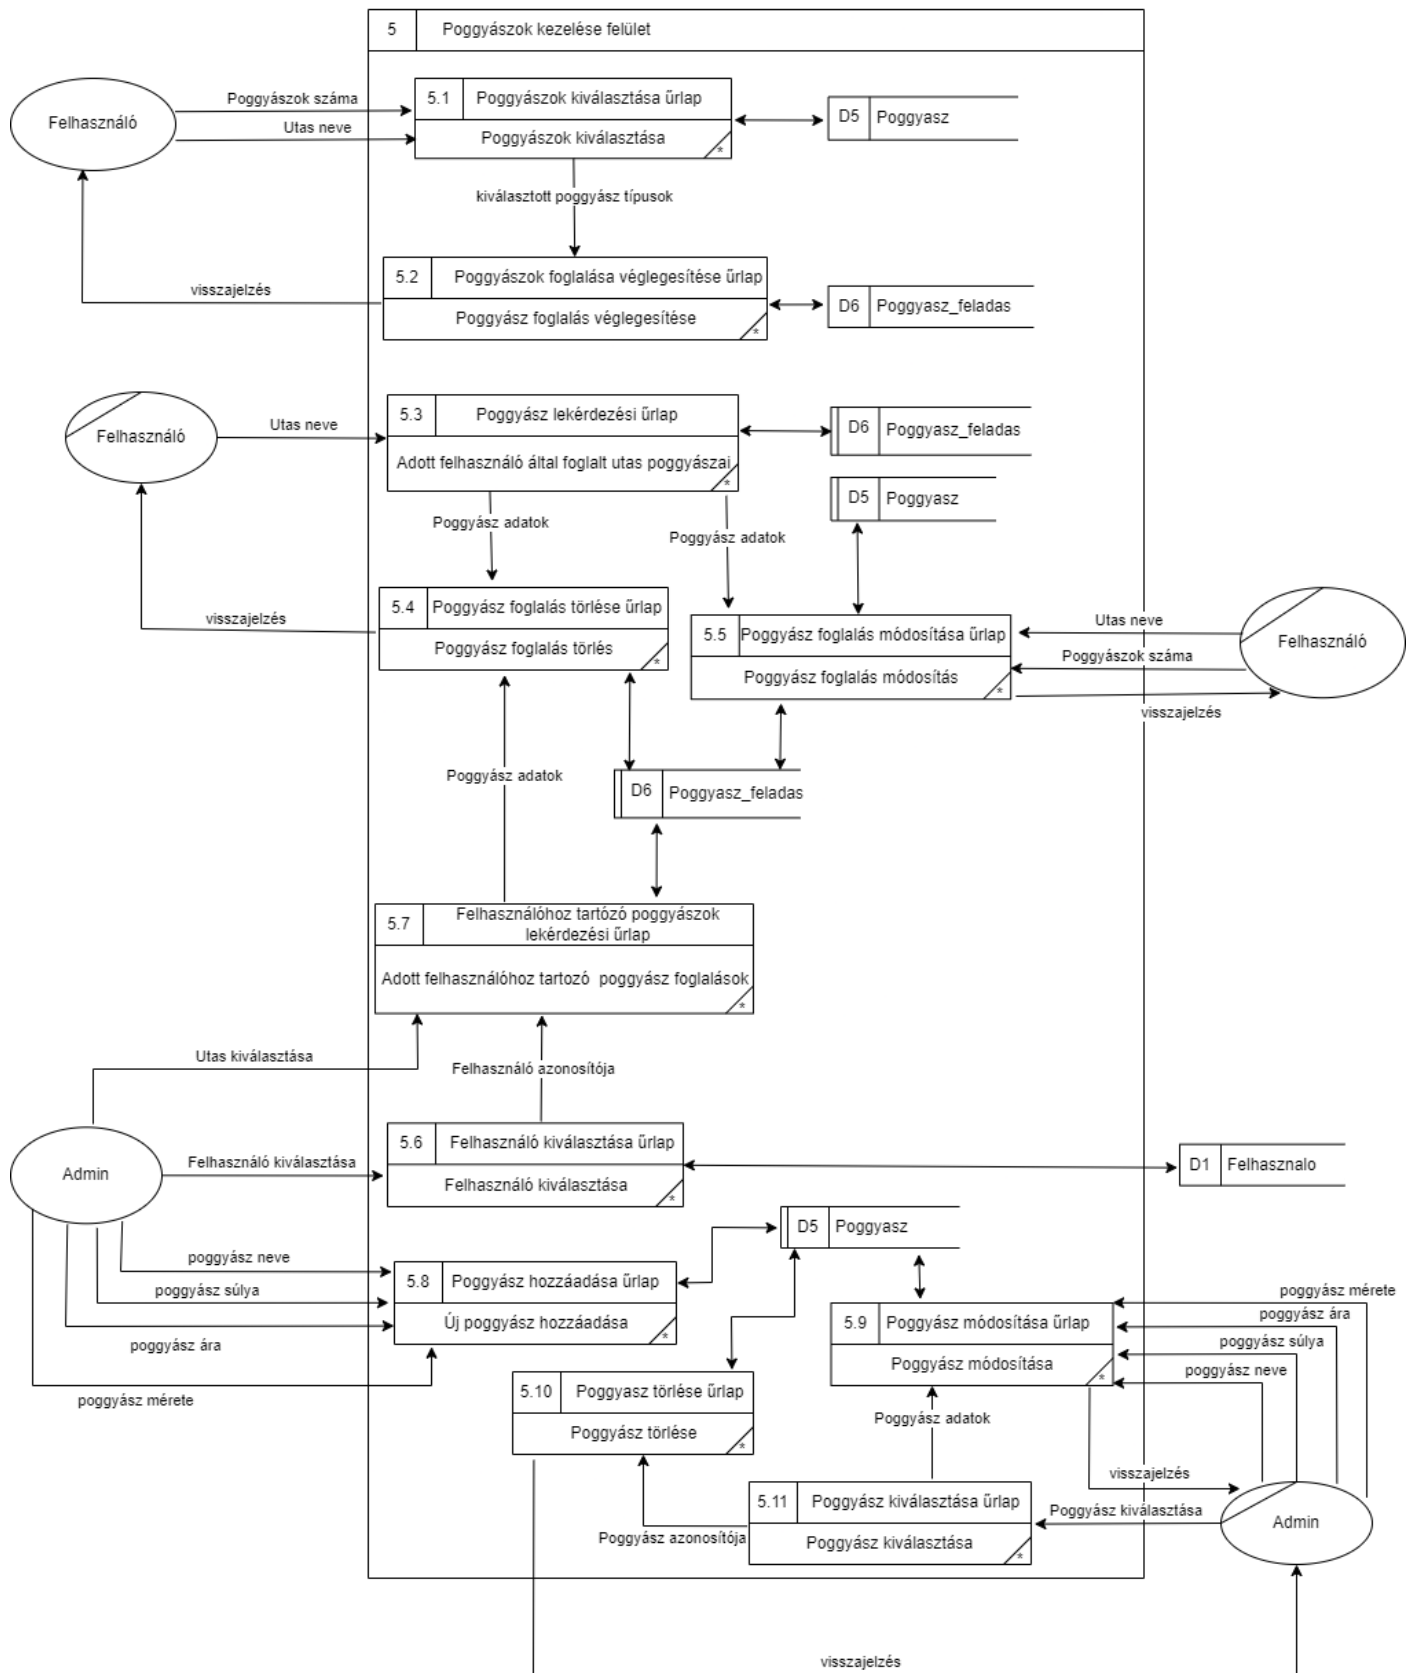 5 Poggyászok kezelése felület
Poggyászok száma
5.1 Poggyászok kiválasztása űrlap
D5 Poggyasz
Felhasználó
Utas neve
Poggyászok kiválasztása
*
kiválasztott poggyász típusok
5.2 Poggyászok foglalása véglegesítése űrlap
visszajelzés
D6 Poggyasz_feladas
Poggyász foglalás véglegesítése
*
5.3 Poggyász lekérdezési űrlap
Utas neve
D6 Poggyasz_feladas
Felhasználó
Adott felhasználó által foglalt utas poggyászai
*
D5 Poggyasz
Poggyász adatok
Poggyász adatok
5.4 Poggyász foglalás törlése űrlap
visszajelzés
Utas neve
5.5 Poggyász foglalás módosítása űrlap
Felhasználó
Poggyász foglalás törlés
*
Poggyászok száma
Poggyász foglalás módosítás
*
visszajelzés
Poggyász adatok
D6 Poggyasz_feladas
5.7 Felhasználóhoz tartózó poggyászok
lekérdezési űrlap
Adott felhasználóhoz tartozó poggyász foglalások
*
Utas kiválasztása
Felhasználó azonosítója
5.6 Felhasználó kiválasztása űrlap
Felhasználó kiválasztása
D1 Felhasznalo
Admin
Felhasználó kiválasztása
*
D5 Poggyasz
poggyász neve
5.8 Poggyász hozzáadása űrlap
poggyász súlya
poggyász mérete
poggyász ára
Új poggyász hozzáadása
*
5.9 Poggyász módosítása űrlap
poggyász ára
poggyász súlya
Poggyász módosítása
*
poggyász neve
poggyász mérete
5.10 Poggyasz törlése űrlap
Poggyász adatok
Poggyász törlése
*
visszajelzés
5.11 Poggyász kiválasztása űrlap
Poggyász kiválasztása
Admin
Poggyász azonosítója
Poggyász kiválasztása
*
visszajelzés